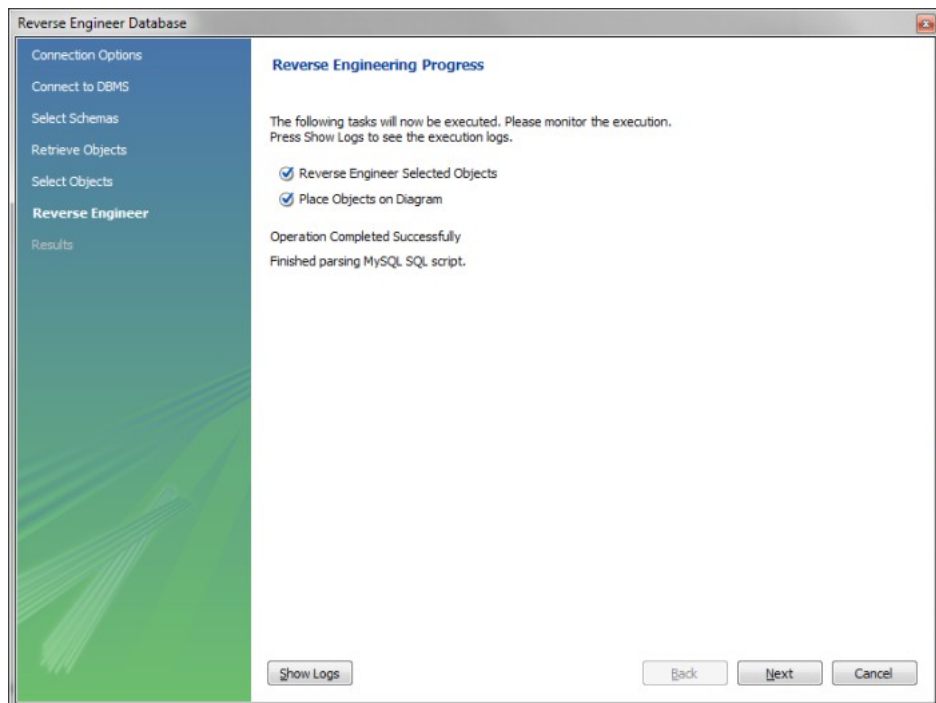 Reverse Engineer Database
Connection Options
Connect to DBMS
Select Schemas
Retrieve Objects
Select Objects
Reverse Engineer
Results
Reverse Engineering Progress
The following tasks will now be executed. Please monitor the execution.
Press Show Logs to see the execution logs.
Reverse Engineer Selected Objects
Place Objects on Diagram
Operation Completed Successfully
Finished parsing MySQL SQL script.
Show Logs
Back
Next
Cancel